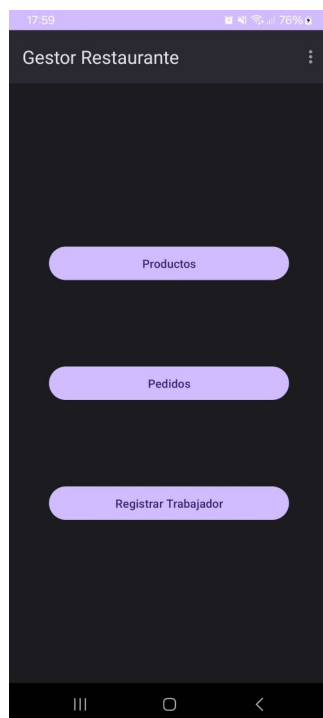 17:59 76%
Gestor Restaurante
Productos
Pedidos
Registrar Trabajador